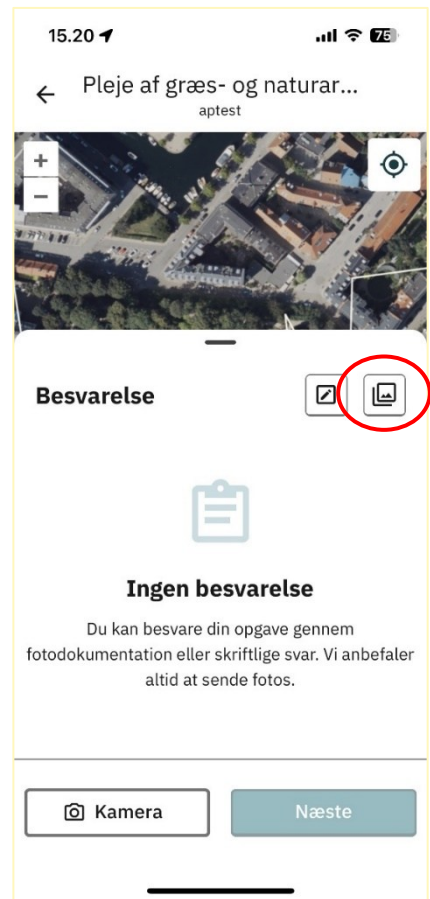 15.20 75
Pleje af græs- og naturar...
aptest
+
−
Besvarelse
Ingen besvarelse
Du kan besvare din opgave gennem
fotodokumentation eller skriftlige svar. Vi anbefaler
altid at sende fotos.
Kamera Næste